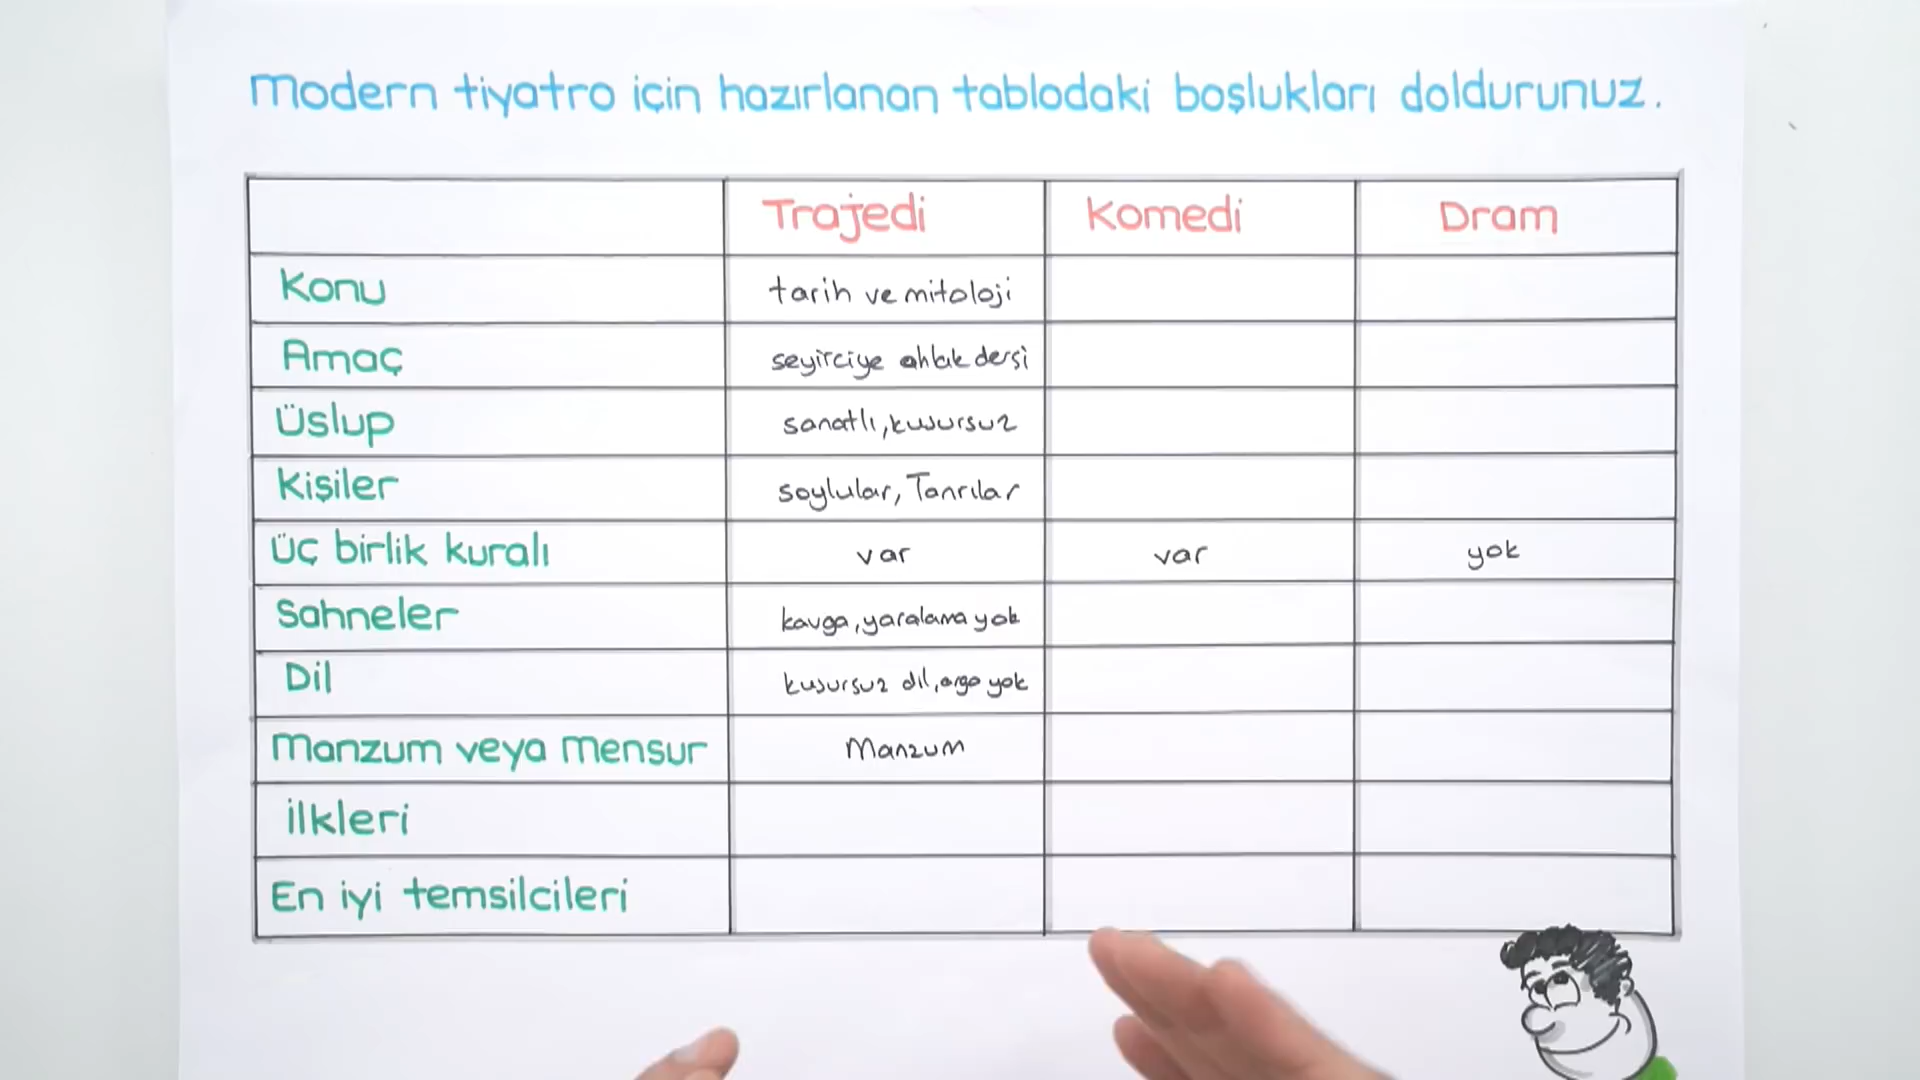 Modern tiyatro için hazırlanan tablodaki boşlukları doldurunuz.
Trajedi Komedi Dram
Konu tarih ve mitoloji
Amaç seyirciye ahlak dersi
Üslup sanatlı, kusursuz
Kişiler soylular, Tanrılar
Üç birlik kuralı var var yok
Sahneler kavga, yaralama yok
Dil kusursuz dil, argo yok
Manzum veya Mensur Manzum
İlkleri
En iyi temsilcileri